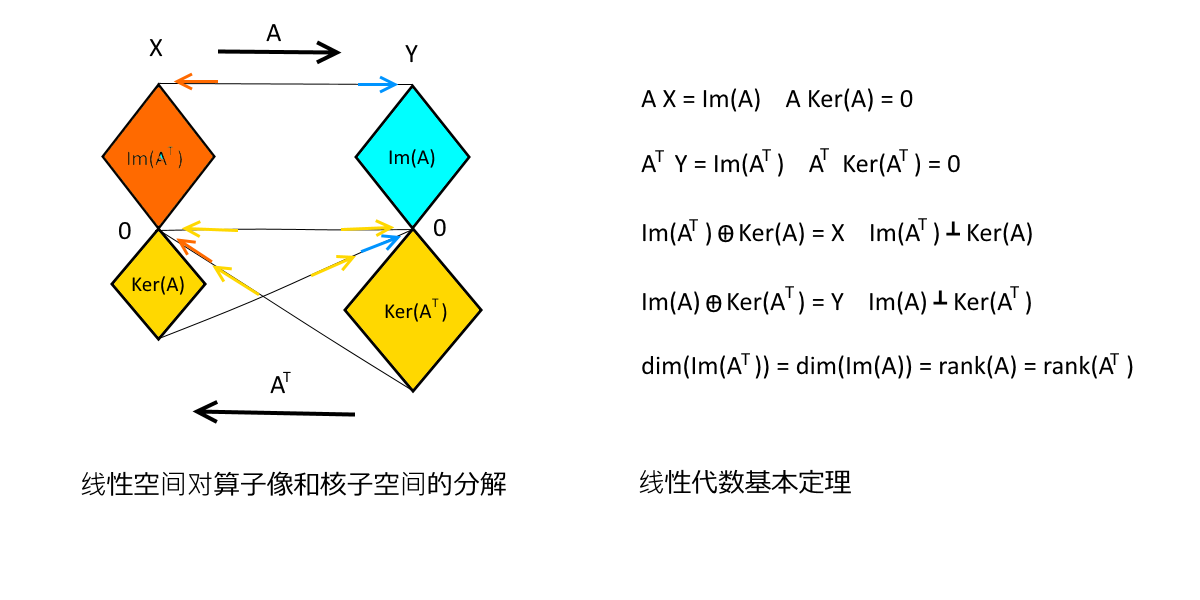 A
X
Y
Im(Aᵀ)
Im(A)
0
0
Ker(A)
Ker(Aᵀ)
Aᵀ
线性空间对算子像和核子空间的分解
A X = Im(A) A Ker(A) = 0
Aᵀ Y = Im(Aᵀ) Aᵀ Ker(Aᵀ) = 0
Im(Aᵀ) ⊕ Ker(A) = X Im(Aᵀ) ⊥ Ker(A)
Im(A) ⊕ Ker(Aᵀ) = Y Im(A) ⊥ Ker(Aᵀ)
dim(Im(Aᵀ)) = dim(Im(A)) = rank(A) = rank(Aᵀ)
线性代数基本定理